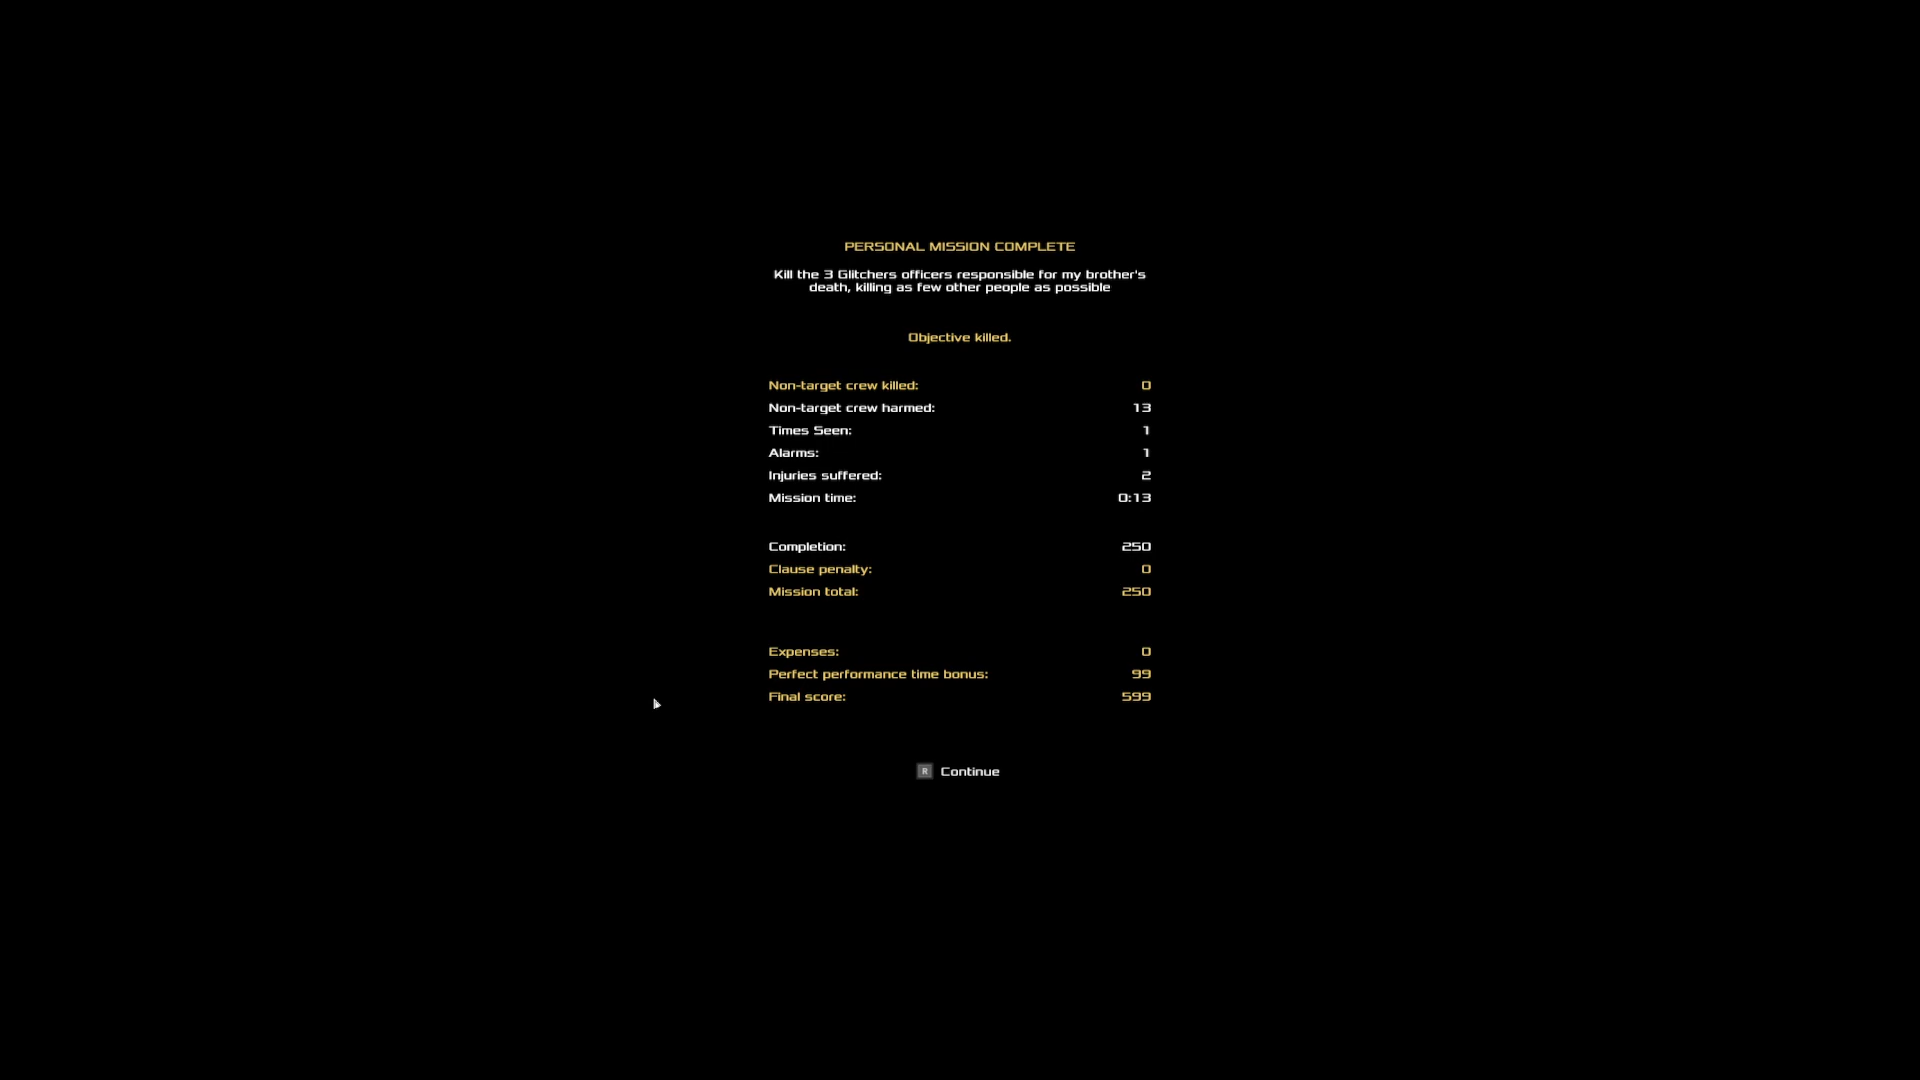 PERSONAL MISSION COMPLETE
Kill the 3 Glitchers officers responsible for my brother's
death, killing as few other people as possible
Objective killed.
Non-target crew killed: 0
Non-target crew harmed: 13
Times Seen: 1
Alarms: 1
Injuries suffered: 2
Mission time: 0:13
Completion: 250
Clause penalty: 0
Mission total: 250
Expenses: 0
Perfect performance time bonus: 99
Final score: 599
R Continue